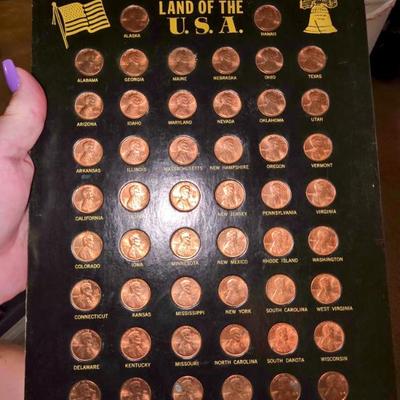 LAND OF THE
U.S.A.
ALASKA HAWAII
ALABAMA GEORGIA MAINE NEBRASKA OHIO TEXAS
ARIZONA IDAHO MARYLAND NEVADA OKLAHOMA UTAH
ARKANSAS ILLINOIS MASSACHUSETTS NEW HAMPSHIRE OREGON VERMONT
CALIFORNIA NEW JERSEY PENNSYLVANIA VIRGINIA
COLORADO IOWA MINNESOTA NEW MEXICO RHODE ISLAND WASHINGTON
CONNECTICUT KANSAS MISSISSIPPI NEW YORK SOUTH CAROLINA WEST VIRGINIA
DELAWARE KENTUCKY MISSOURI NORTH CAROLINA SOUTH DAKOTA WISCONSIN